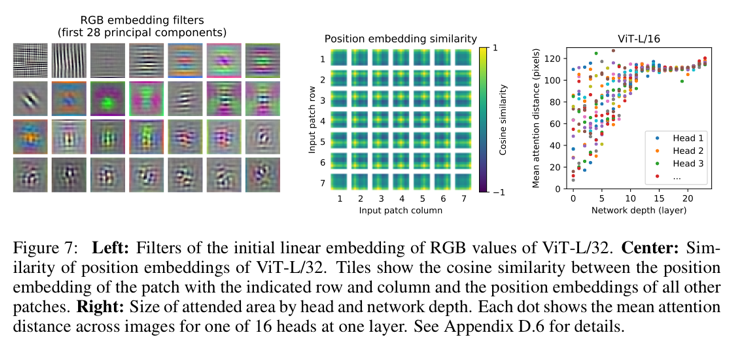 RGB embedding filters
(first 28 principal components)
Position embedding similarity
1
2
3
4
5
6
7
Input patch row
1 2 3 4 5 6 7
Input patch column
1
−1
Cosine similarity
ViT-L/16
120
100
80
60
40
20
0
Mean attention distance (pixels)
Head 1
Head 2
Head 3
...
0 5 10 15 20
Network depth (layer)
Figure 7: Left: Filters of the initial linear embedding of RGB values of ViT-L/32. Center: Sim-
ilarity of position embeddings of ViT-L/32. Tiles show the cosine similarity between the position
embedding of the patch with the indicated row and column and the position embeddings of all other
patches. Right: Size of attended area by head and network depth. Each dot shows the mean attention
distance across images for one of 16 heads at one layer. See Appendix D.6 for details.